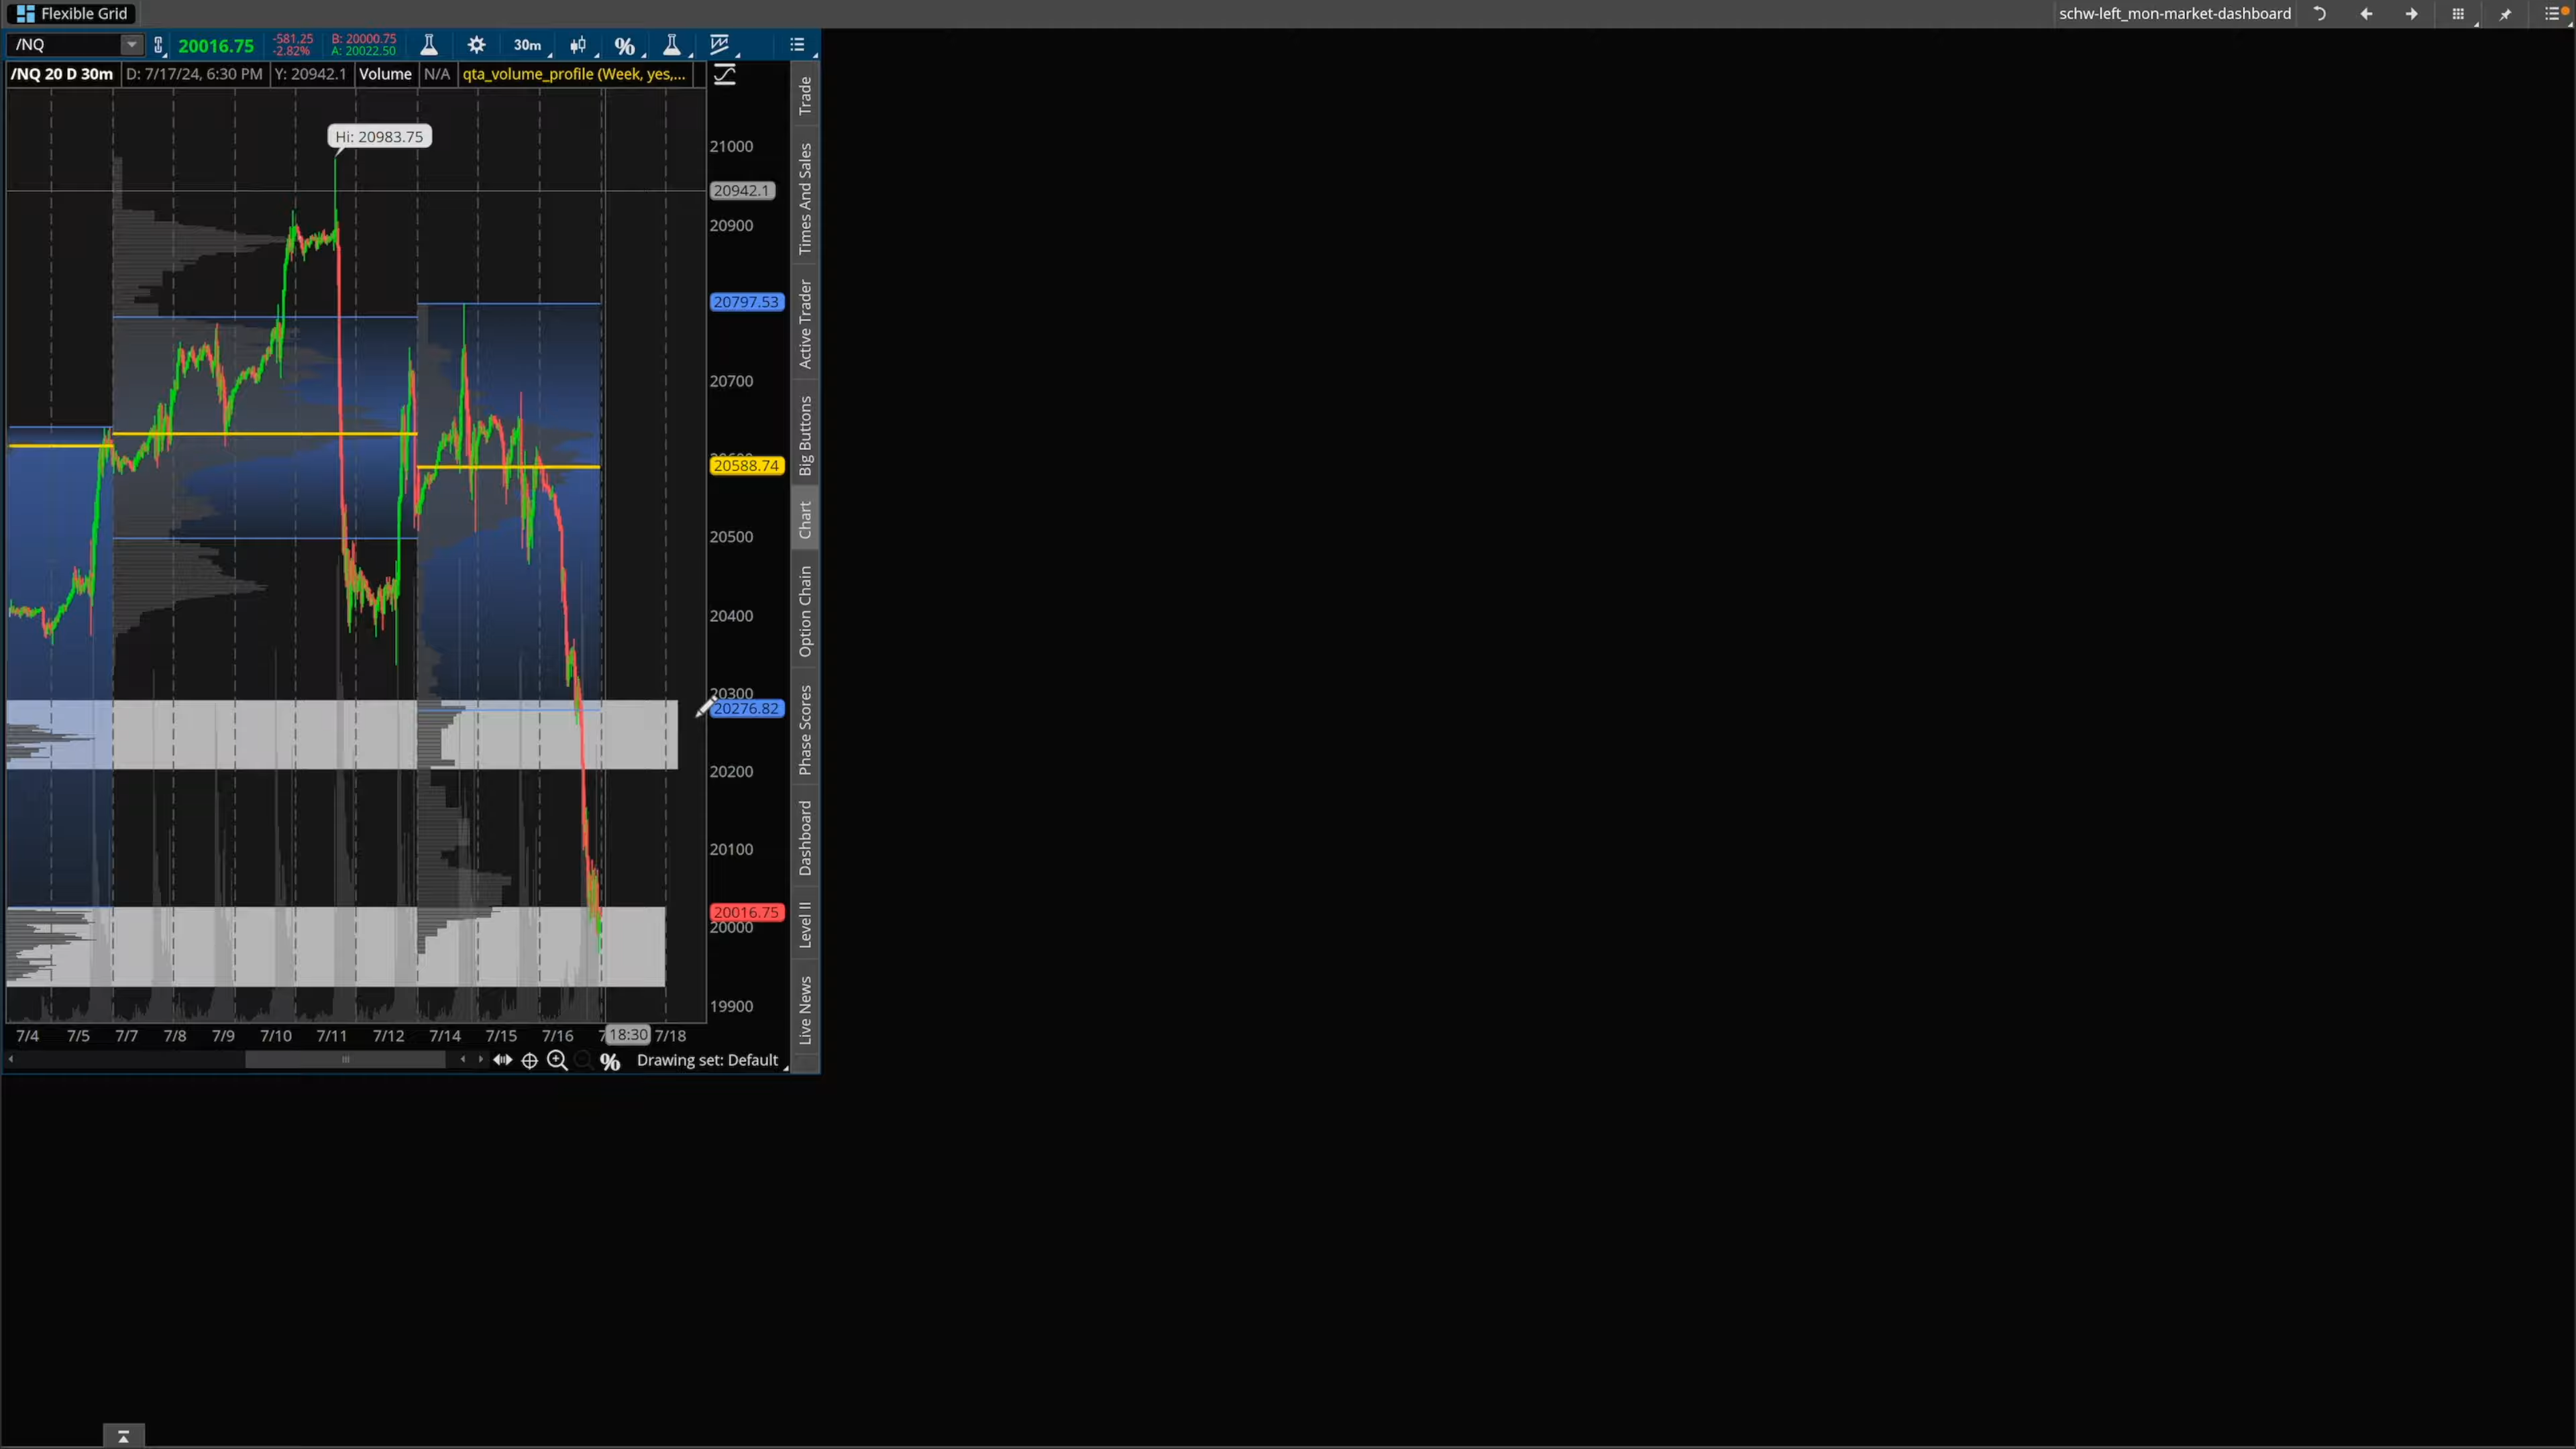 Flexible Grid
schw-left_mon-market-dashboard
/NQ
20016.75
-581.25
-2.82%
B: 20000.75
A: 20022.50
30m
%
/NQ 20 D 30m
D: 7/17/24, 6:30 PM
Y: 20942.1
Volume
N/A
qta_volume_profile (Week, yes,...
Hi: 20983.75
21000
20942.1
20900
20797.53
20700
20588.74
20500
20400
20300
20276.82
20200
20100
20016.75
20000
19900
Trade
Times And Sales
Active Trader
Big Buttons
Chart
Option Chain
Phase Scores
Dashboard
Level II
Live News
7/4 7/5 7/7 7/8 7/9 7/10 7/11 7/12 7/14 7/15 7/16 18:30 7/18
%
Drawing set: Default